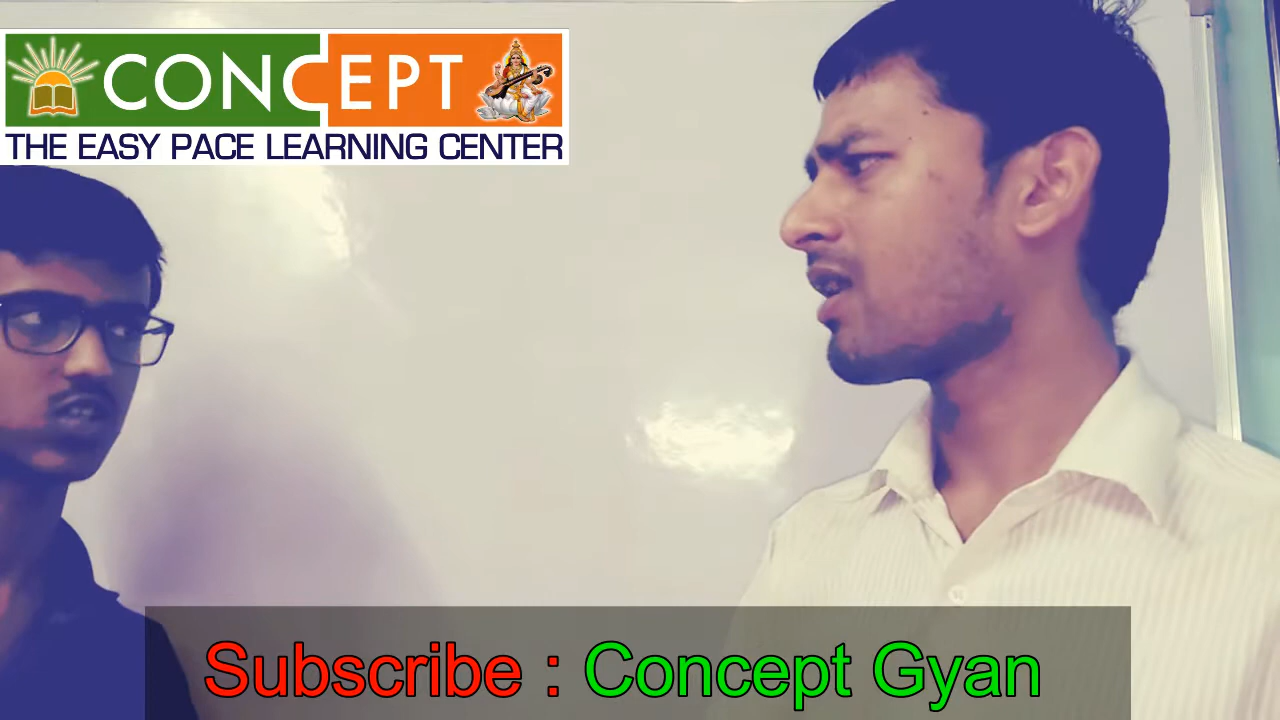 CONCEPT
THE EASY PACE LEARNING CENTER
Subscribe : Concept Gyan